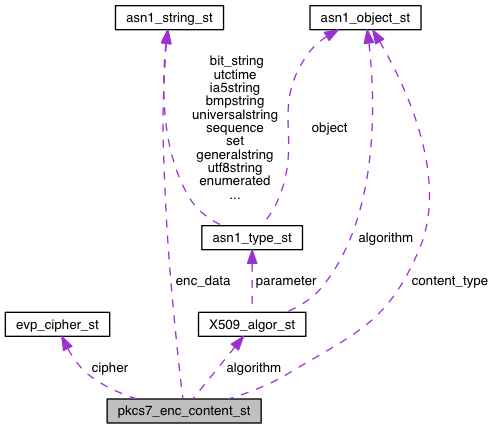 asn1_string_st
asn1_object_st
bit_string
utctime
ia5string
bmpstring
universalstring
sequence
set
generalstring
utf8string
enumerated
...
object
asn1_type_st
algorithm
enc_data
parameter
content_type
evp_cipher_st
X509_algor_st
cipher
algorithm
pkcs7_enc_content_st